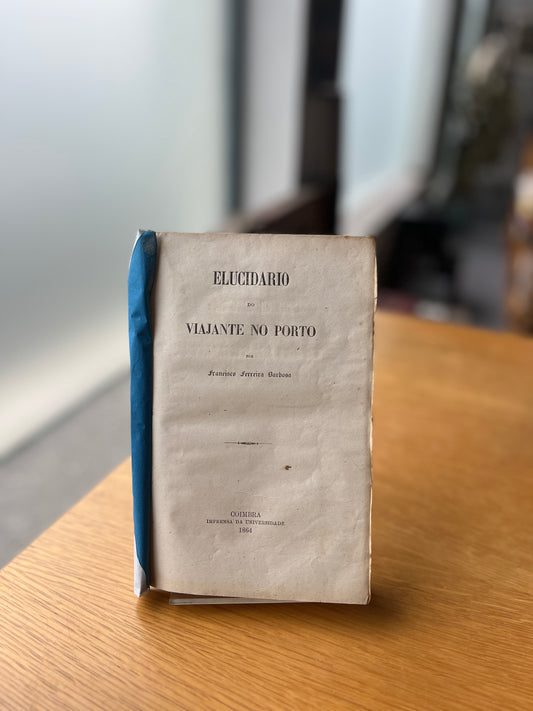 ELUCIDARIO
DO
VIAJANTE NO PORTO
POR
Francisco Ferreira Barbosa
COIMBRA
IMPRENSA DA UNIVERSIDADE
1864